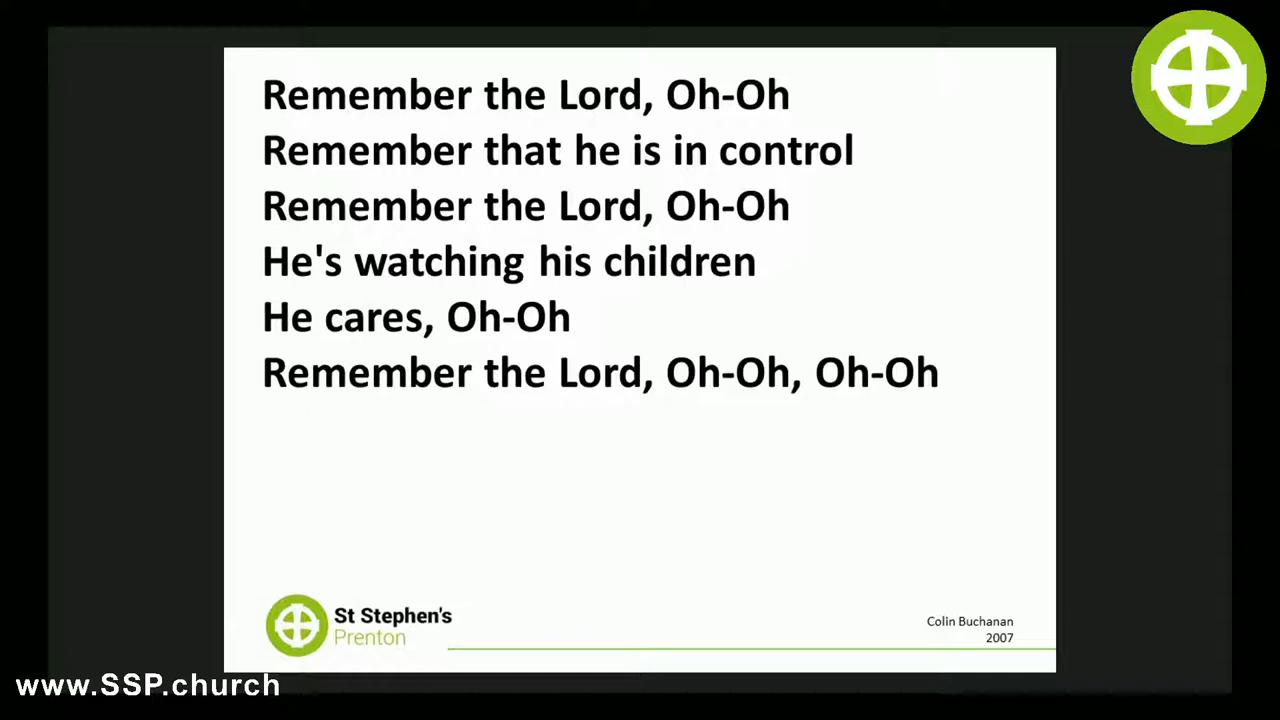 Remember the Lord, Oh-Oh
Remember that he is in control
Remember the Lord, Oh-Oh
He's watching his children
He cares, Oh-Oh
Remember the Lord, Oh-Oh, Oh-Oh
St Stephen's
Prenton
Colin Buchanan
2007
www.SSP.church